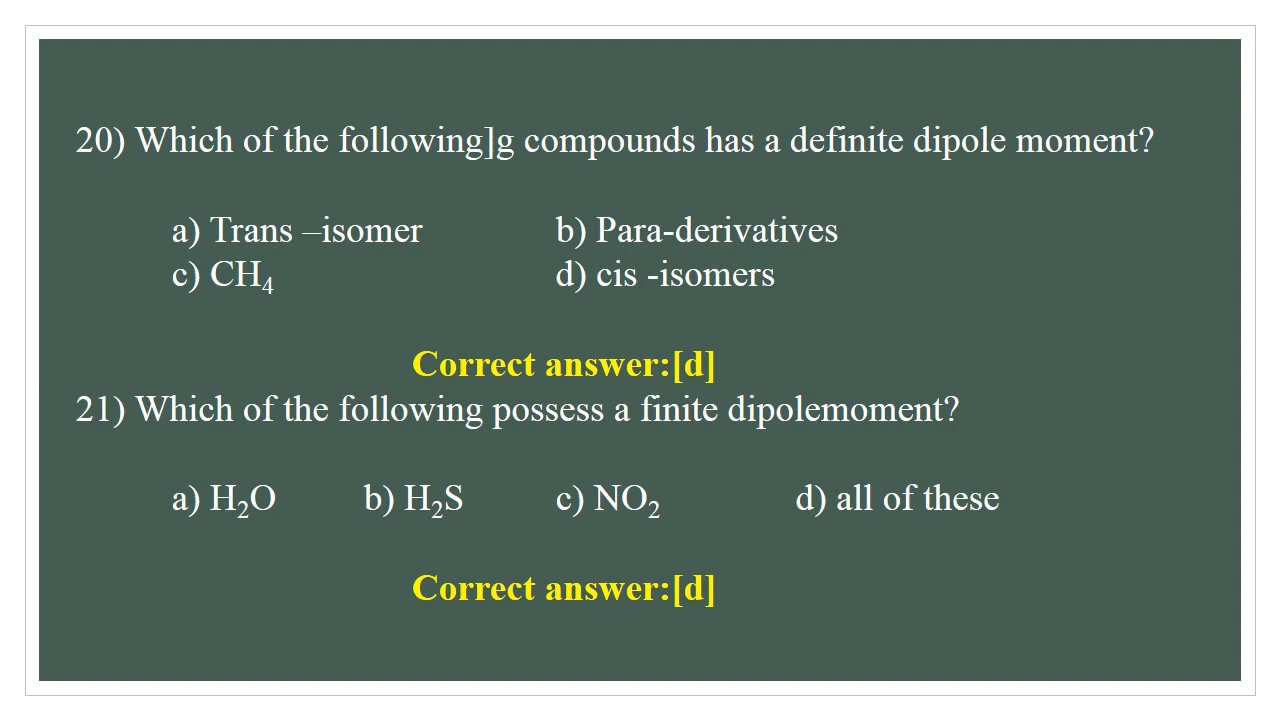 20) Which of the following]g compounds has a definite dipole moment?
a) Trans –isomer b) Para-derivatives
c) CH₄ d) cis -isomers
Correct answer:[d]
21) Which of the following possess a finite dipolemoment?
a) H₂O b) H₂S c) NO₂ d) all of these
Correct answer:[d]